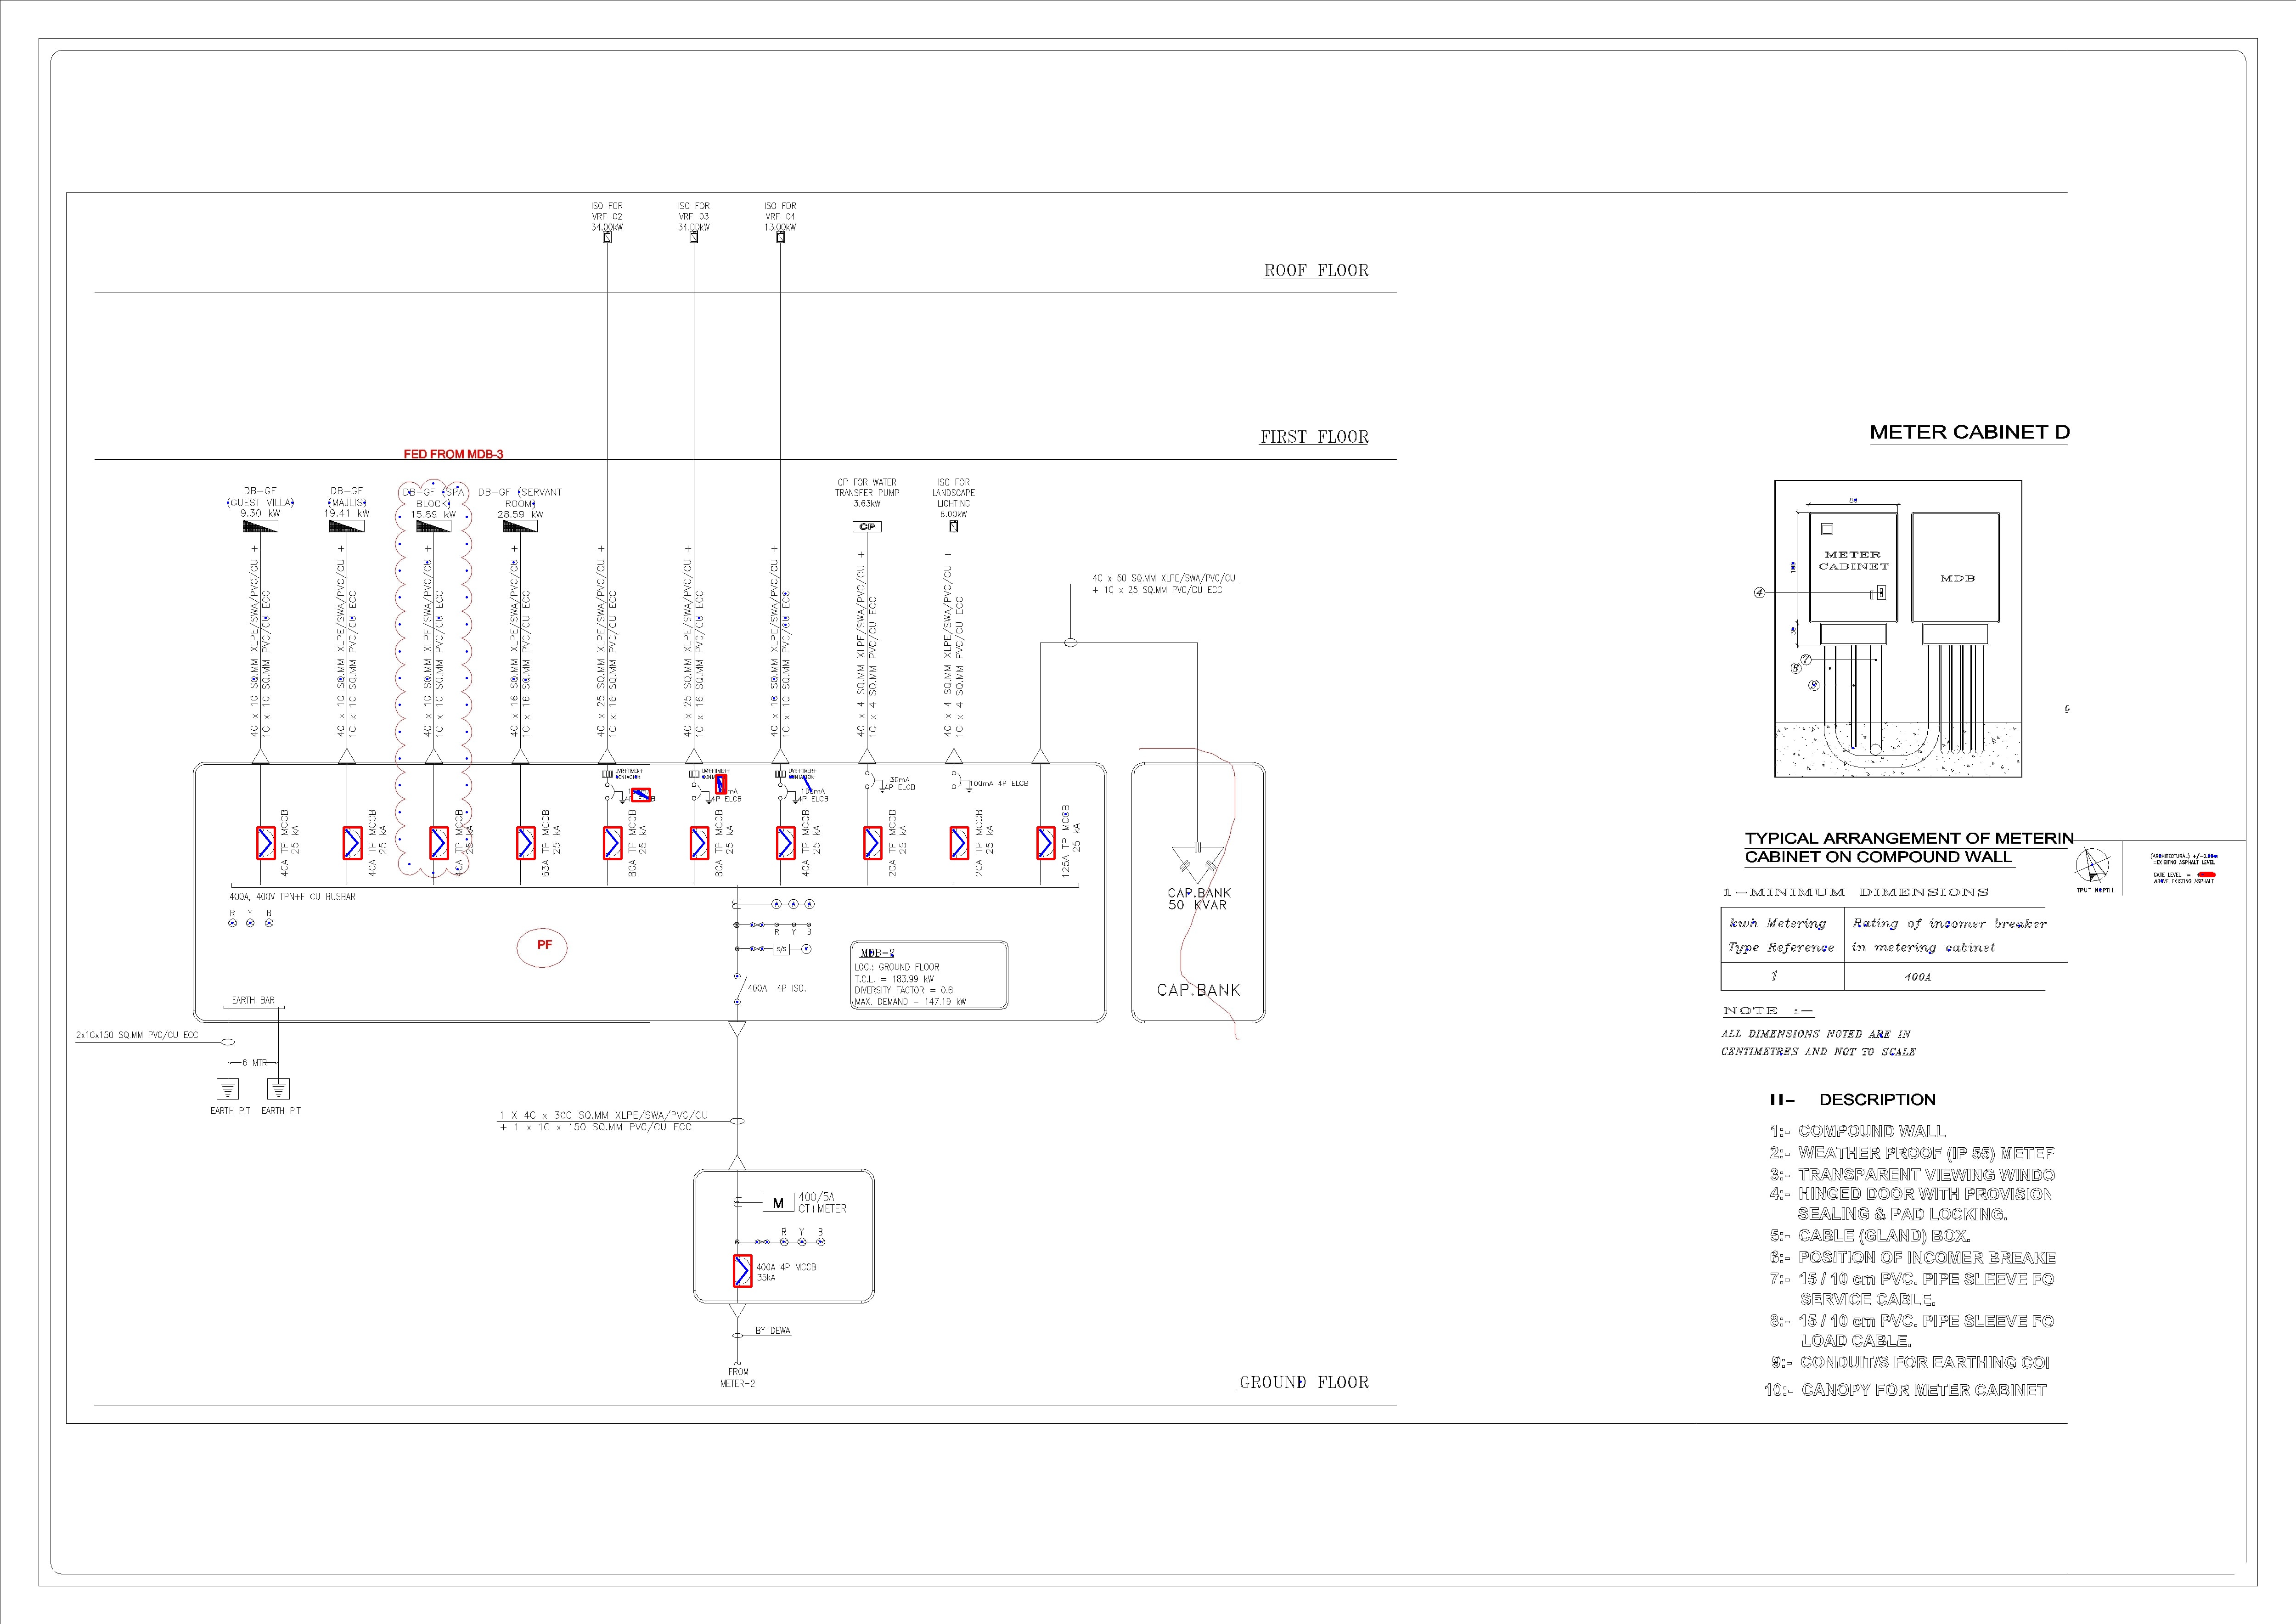 ISO FOR
VRF-02
34.00kW
ISO FOR
VRF-03
34.00kW
ISO FOR
VRF-04
13.00kW
ROOF FLOOR
FIRST FLOOR
FED FROM MDB-3
DB-GF
(GUEST VILLA)
9.30 kW
DB-GF
(MAJLIS)
19.41 kW
DB-GF (SPA
BLOCK)
15.89 kW
DB-GF (SERVANT
ROOM)
28.59 kW
CP FOR WATER
TRANSFER PUMP
3.63kW
CP
ISO FOR
LANDSCAPE
LIGHTING
6.00kW
4C x 10 SQ.MM XLPE/SWA/PVC/CU +
1C x 10 SQ.MM PVC/CU ECC
4C x 10 SQ.MM XLPE/SWA/PVC/CU +
1C x 10 SQ.MM PVC/CU ECC
4C x 10 SQ.MM XLPE/SWA/PVC/CU +
1C x 10 SQ.MM PVC/CU ECC
4C x 16 SQ.MM XLPE/SWA/PVC/CU +
1C x 16 SQ.MM PVC/CU ECC
4C x 25 SQ.MM XLPE/SWA/PVC/CU +
1C x 16 SQ.MM PVC/CU ECC
4C x 25 SQ.MM XLPE/SWA/PVC/CU +
1C x 16 SQ.MM PVC/CU ECC
4C x 10 SQ.MM XLPE/SWA/PVC/CU +
1C x 10 SQ.MM PVC/CU ECC
4C x 4 SQ.MM XLPE/SWA/PVC/CU +
1C x 4 SQ.MM PVC/CU ECC
4C x 4 SQ.MM XLPE/SWA/PVC/CU +
1C x 4 SQ.MM PVC/CU ECC
4C x 50 SQ.MM XLPE/SWA/PVC/CU
+ 1C x 25 SQ.MM PVC/CU ECC
UVR+TIMER+
CONTACTOR
UVR+TIMER+
UVR+TIMER+
CONTACTOR
4P ELCB
100mA
4P ELCB
30mA
4P ELCB
100mA 4P ELCB
40A TP MCCB
25 kA
40A TP MCCB
25 kA
40A TP MCCB
25 kA
63A TP MCCB
25 kA
80A TP MCCB
25 kA
80A TP MCCB
25 kA
40A TP MCCB
25 kA
20A TP MCCB
25 kA
20A TP MCCB
25 kA
125A TP MCCB
25 kA
400A, 400V TPN+E CU BUSBAR
R Y B
A A A
R Y B
S/S
V
PF
400A 4P ISO.
MDB-2
LOC.: GROUND FLOOR
T.C.L. = 183.99 kW
DIVERSITY FACTOR = 0.8
MAX. DEMAND = 147.19 kW
CAP.BANK
50 KVAR
CAP.BANK
EARTH BAR
2x1Cx150 SQ.MM PVC/CU ECC
6 MTR
EARTH PIT EARTH PIT
1 X 4C x 300 SQ.MM XLPE/SWA/PVC/CU
+ 1 x 1C x 150 SQ.MM PVC/CU ECC
M
400/5A
CT+METER
R Y B
400A 4P MCCB
35kA
BY DEWA
FROM
METER-2
GROUND FLOOR
METER CABINET D
METER
CABINET
MDB
4
7
8
9
TYPICAL ARRANGEMENT OF METERIN
CABINET ON COMPOUND WALL
1-MINIMUM DIMENSIONS
kwh Metering
Type Reference
Rating of incomer breaker
in metering cabinet
1
400A
NOTE :-
ALL DIMENSIONS NOTED ARE IN
CENTIMETRES AND NOT TO SCALE
II- DESCRIPTION
1:- COMPOUND WALL
2:- WEATHER PROOF (IP 55) METER
3:- TRANSPARENT VIEWING WINDO
4:- HINGED DOOR WITH PROVISION
SEALING & PAD LOCKING.
5:- CABLE (GLAND) BOX.
6:- POSITION OF INCOMER BREAKE
7:- 15 / 10 cm PVC. PIPE SLEEVE FO
SERVICE CABLE.
8:- 15 / 10 cm PVC. PIPE SLEEVE FO
LOAD CABLE.
9:- CONDUIT/S FOR EARTHING CO
10:- CANOPY FOR METER CABINET
(ARCHITECTURAL) +/-0.00m
=EXISTING ASPHALT LEVEL
GATE LEVEL =
ABOVE EXISTING ASPHALT